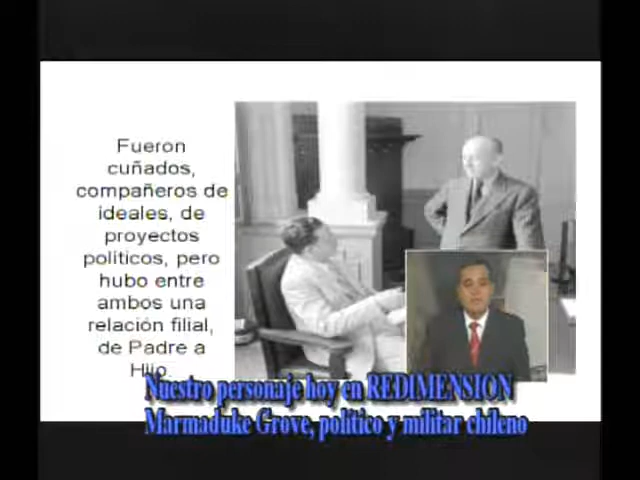 Fueron
cuñados,
compañeros de
ideales, de
proyectos
políticos, pero
hubo entre
ambos una
relación filial,
de Padre a
Hijo.
Nuestro personaje hoy en REDIMENSION
Marmaduke Grove, político y militar chileno